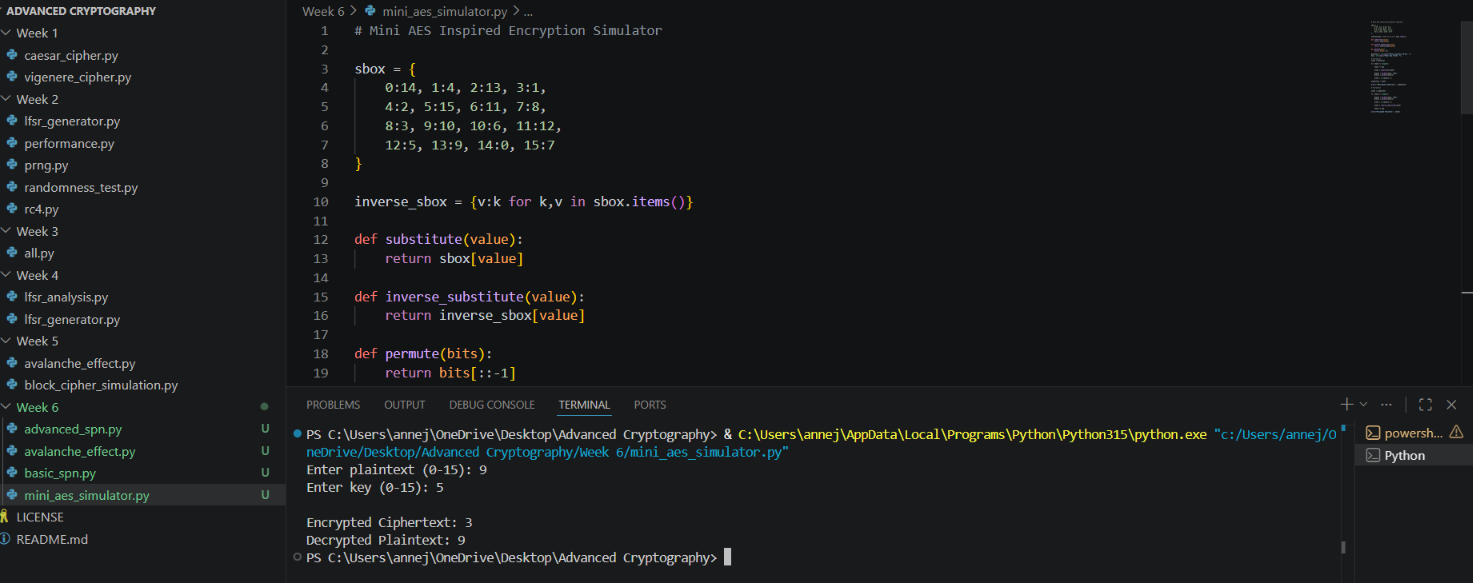 ADVANCED CRYPTOGRAPHY
Week 1
caesar_cipher.py
vigenere_cipher.py
Week 2
lfsr_generator.py
performance.py
prng.py
randomness_test.py
rc4.py
Week 3
all.py
Week 4
lfsr_analysis.py
lfsr_generator.py
Week 5
avalanche_effect.py
block_cipher_simulation.py
Week 6
advanced_spn.py U
avalanche_effect.py U
basic_spn.py U
mini_aes_simulator.py U
LICENSE
README.md
Week 6 > mini_aes_simulator.py > ...
1 # Mini AES Inspired Encryption Simulator
2
3 sbox = {
4 0:14, 1:4, 2:13, 3:1,
5 4:2, 5:15, 6:11, 7:8,
6 8:3, 9:10, 10:6, 11:12,
7 12:5, 13:9, 14:0, 15:7
8 }
9
10 inverse_sbox = {v:k for k,v in sbox.items()}
11
12 def substitute(value):
13 return sbox[value]
14
15 def inverse_substitute(value):
16 return inverse_sbox[value]
17
18 def permute(bits):
19 return bits[::-1]
PROBLEMS OUTPUT DEBUG CONSOLE TERMINAL PORTS
PS C:\Users\annej\OneDrive\Desktop\Advanced Cryptography> & C:\Users\annej\AppData\Local\Programs\Python\Python315\python.exe "c:/Users/annej/O
neDrive/Desktop/Advanced Cryptography/Week 6/mini_aes_simulator.py"
Enter plaintext (0-15): 9
Enter key (0-15): 5

Encrypted Ciphertext: 3
Decrypted Plaintext: 9
PS C:\Users\annej\OneDrive\Desktop\Advanced Cryptography>
powersh...
Python